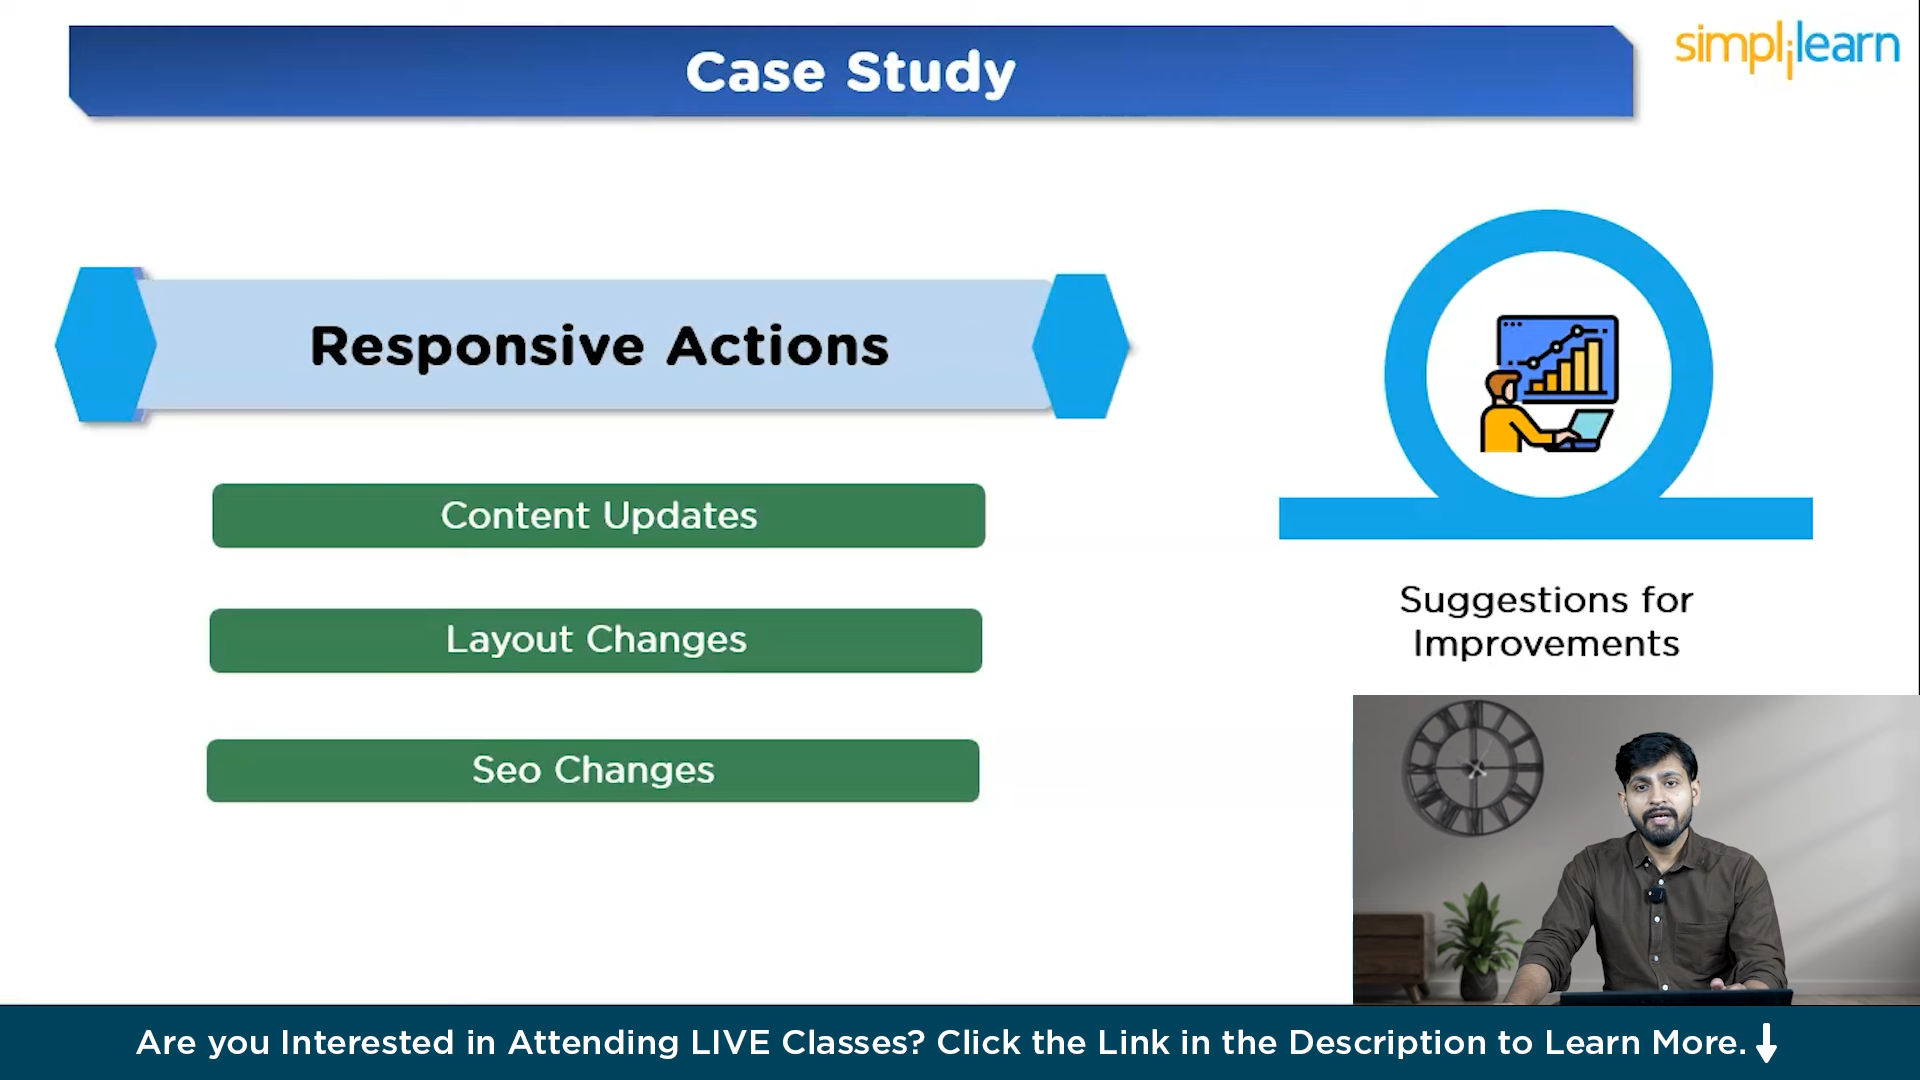 Case Study
simplilearn
Responsive Actions
Content Updates
Layout Changes
Seo Changes
Suggestions for
Improvements
Are you Interested in Attending LIVE Classes? Click the Link in the Description to Learn More.